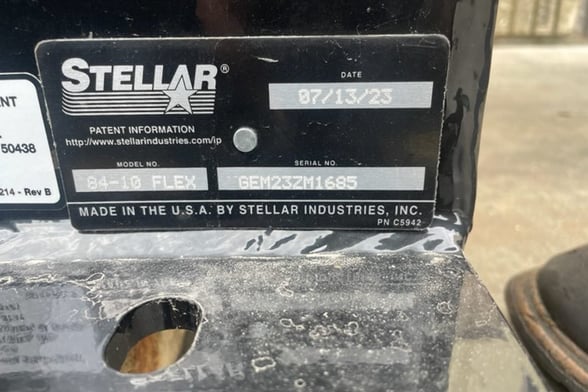 STELLAR®
DATE
07/13/23
PATENT INFORMATION
http://www.stellarindustries.com/ip
MODEL NO.
84-10 FLEX
SERIAL NO.
GEM23ZM1685
MADE IN THE U.S.A. BY STELLAR INDUSTRIES, INC.
PN C5942
ENT
50438
214 - Rev B